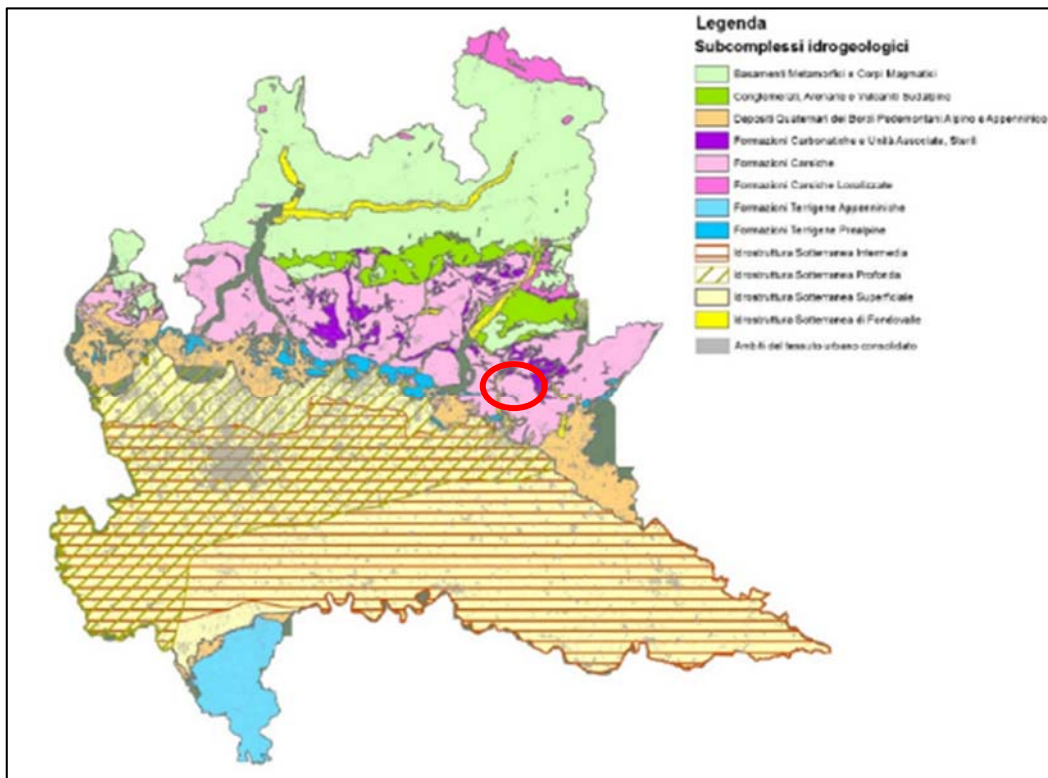 Legenda
Subcomplessi idrogeologici
Basamenti Metamorfici e Corpi Magmatici
Conglomerati, Arenarie e Vulcaniti Sudalpine
Depositi Quaternari dei Bordi Pedemontani Alpino e Appenninico
Formazioni Carbonatiche e Unità Associate, Sterili
Formazioni Carsiche
Formazioni Carsiche Localizzate
Formazioni Terrigene Appenniniche
Formazioni Terrigene Prealpine
Idrostruttura Sotterranea Intermedia
Idrostruttura Sotterranea Profonda
Idrostruttura Sotterranea Superficiale
Idrostruttura Sotterranea di Fondovalle
Ambiti del tessuto urbano consolidato